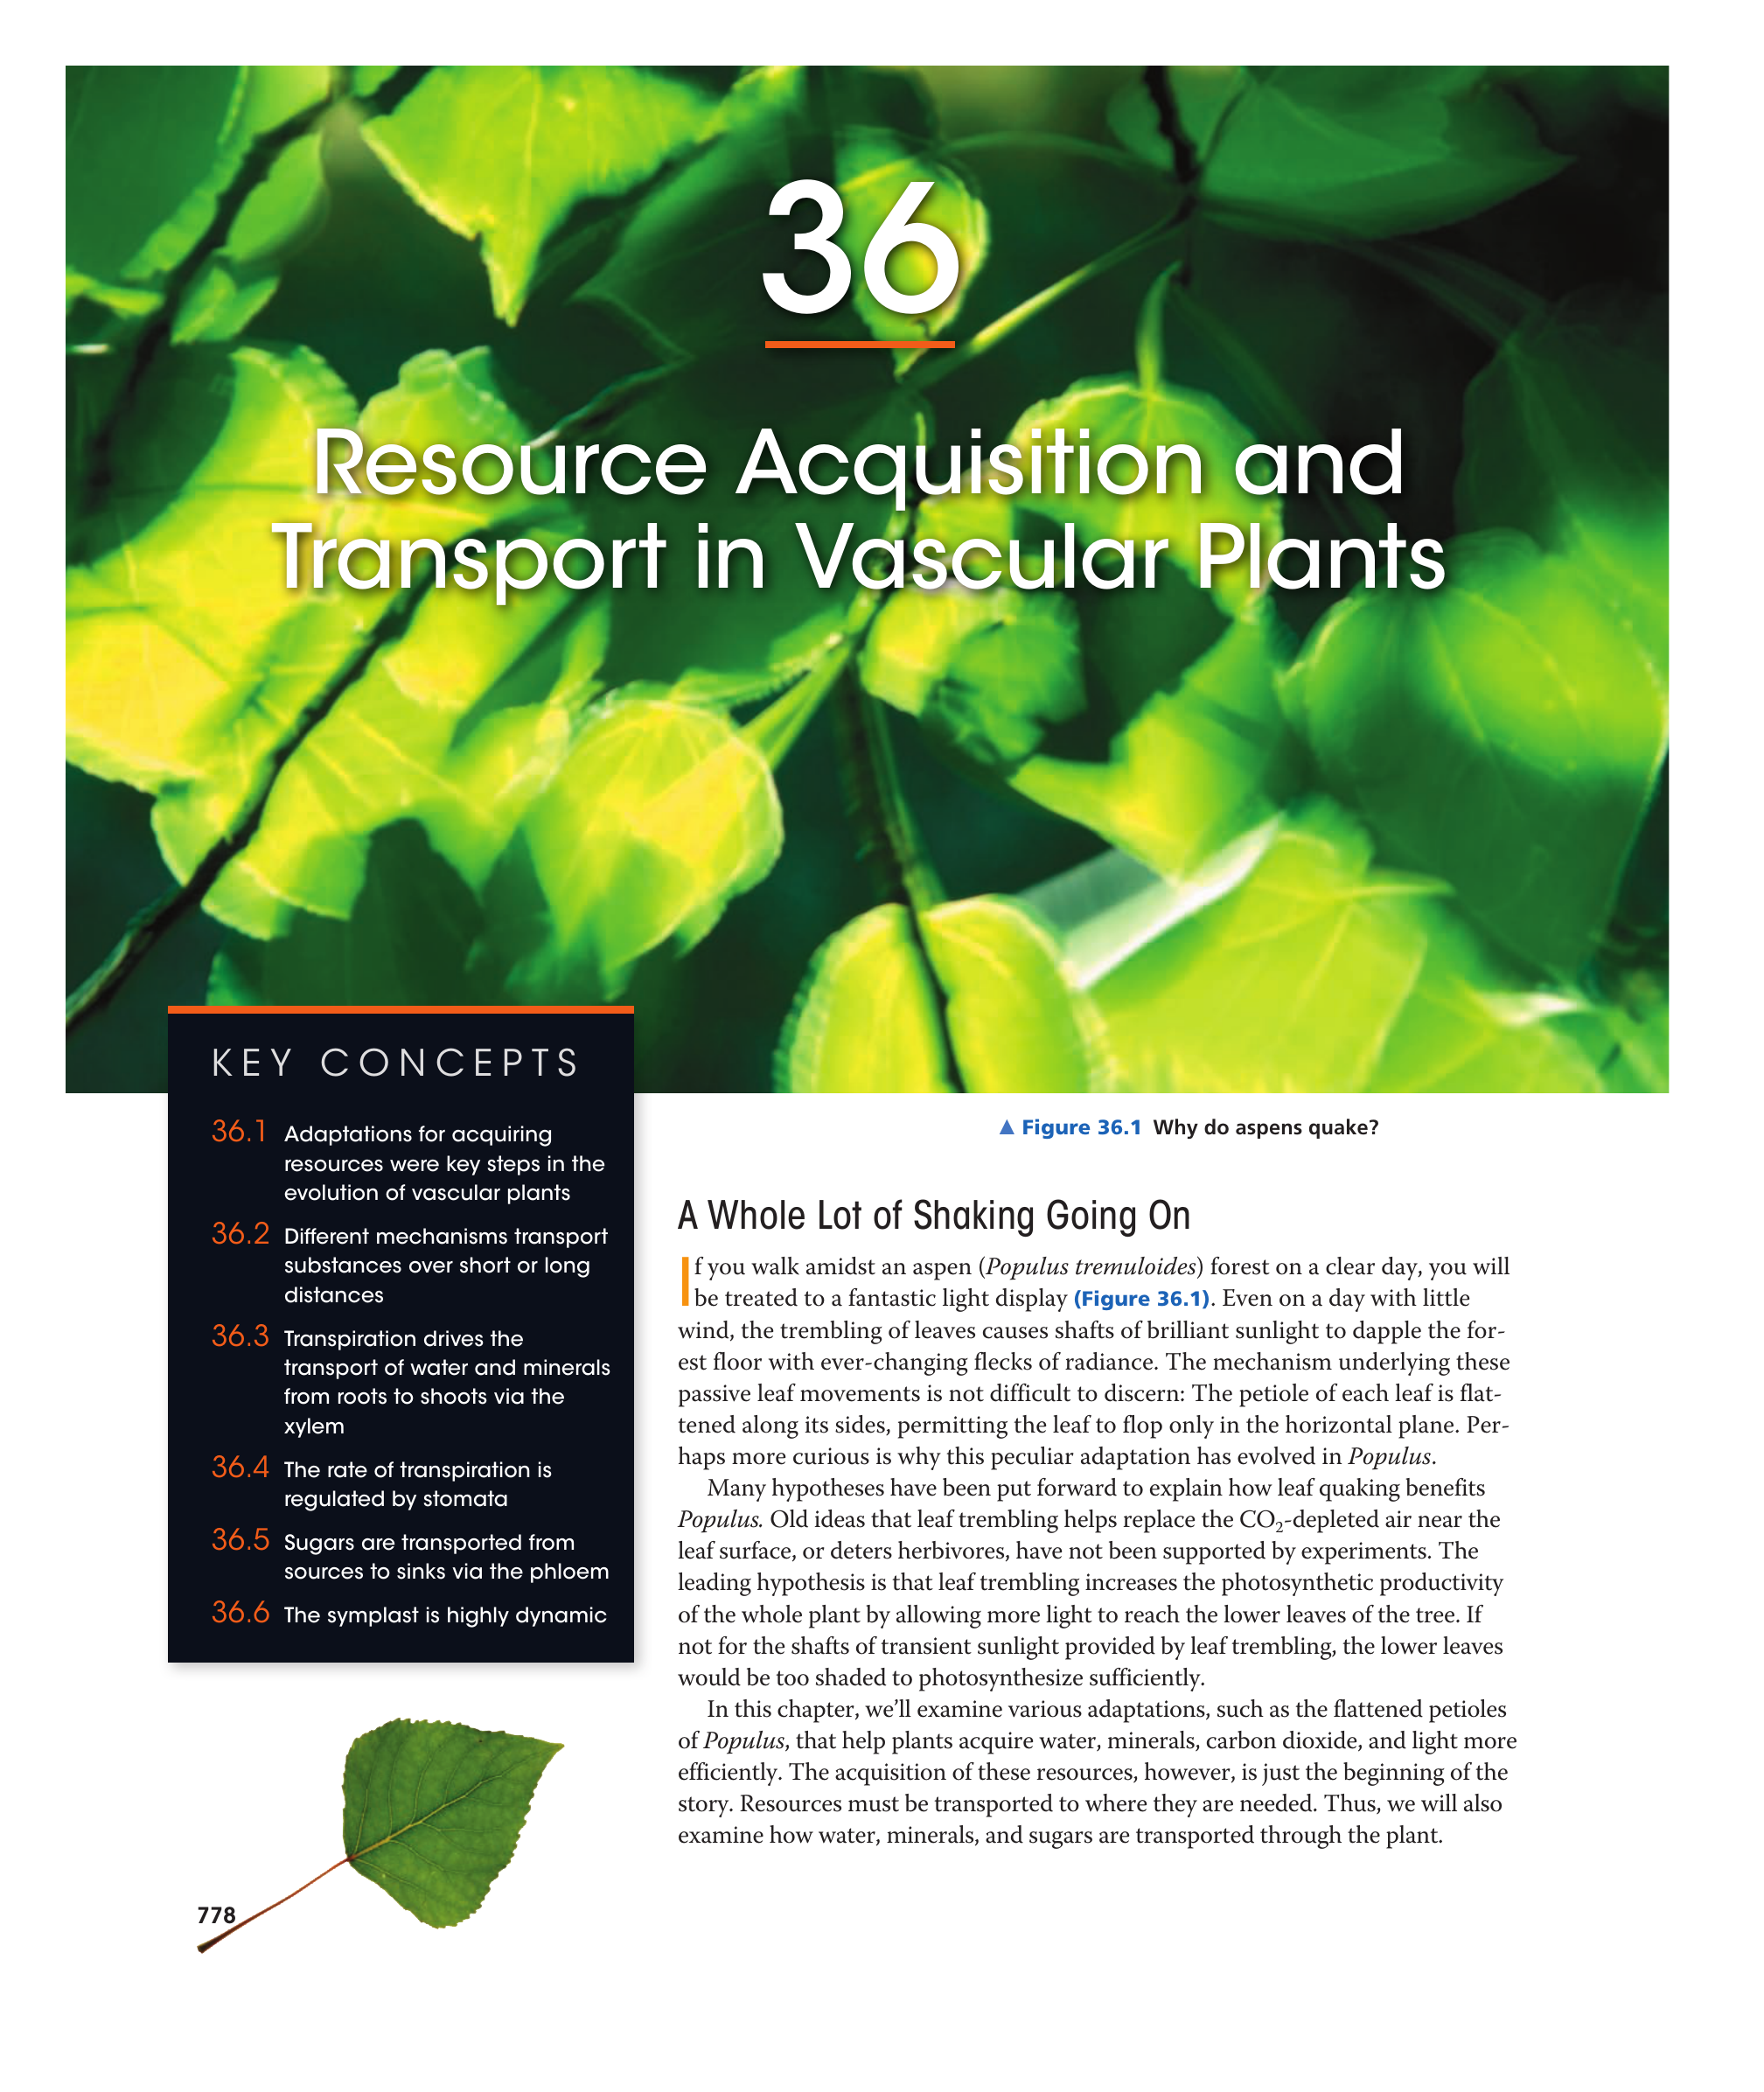 36
Resource Acquisition and
Transport in Vascular Plants
KEY CONCEPTS
36.1 Adaptations for acquiring
resources were key steps in the
evolution of vascular plants
36.2 Different mechanisms transport
substances over short or long
distances
36.3 Transpiration drives the
transport of water and minerals
from roots to shoots via the
xylem
36.4 The rate of transpiration is
regulated by stomata
36.5 Sugars are transported from
sources to sinks via the phloem
36.6 The symplast is highly dynamic
▲ Figure 36.1 Why do aspens quake?
A Whole Lot of Shaking Going On
If you walk amidst an aspen (Populus tremuloides) forest on a clear day, you will
be treated to a fantastic light display (Figure 36.1). Even on a day with little
wind, the trembling of leaves causes shafts of brilliant sunlight to dapple the for-
est floor with ever-changing flecks of radiance. The mechanism underlying these
passive leaf movements is not difficult to discern: The petiole of each leaf is flat-
tened along its sides, permitting the leaf to flop only in the horizontal plane. Per-
haps more curious is why this peculiar adaptation has evolved in Populus.
Many hypotheses have been put forward to explain how leaf quaking benefits
Populus. Old ideas that leaf trembling helps replace the CO₂-depleted air near the
leaf surface, or deters herbivores, have not been supported by experiments. The
leading hypothesis is that leaf trembling increases the photosynthetic productivity
of the whole plant by allowing more light to reach the lower leaves of the tree. If
not for the shafts of transient sunlight provided by leaf trembling, the lower leaves
would be too shaded to photosynthesize sufficiently.
In this chapter, we'll examine various adaptations, such as the flattened petioles
of Populus, that help plants acquire water, minerals, carbon dioxide, and light more
efficiently. The acquisition of these resources, however, is just the beginning of the
story. Resources must be transported to where they are needed. Thus, we will also
examine how water, minerals, and sugars are transported through the plant.
778